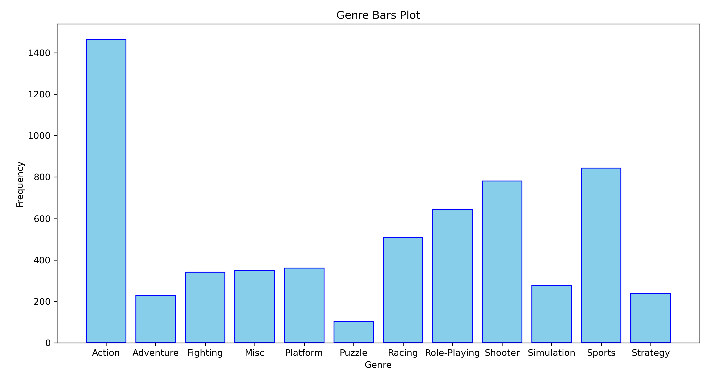 Genre Bars Plot
1400
1200
1000
800
600
400
200
0
Frequency
Action Adventure Fighting Misc Platform Puzzle Racing Role-Playing Shooter Simulation Sports Strategy
Genre